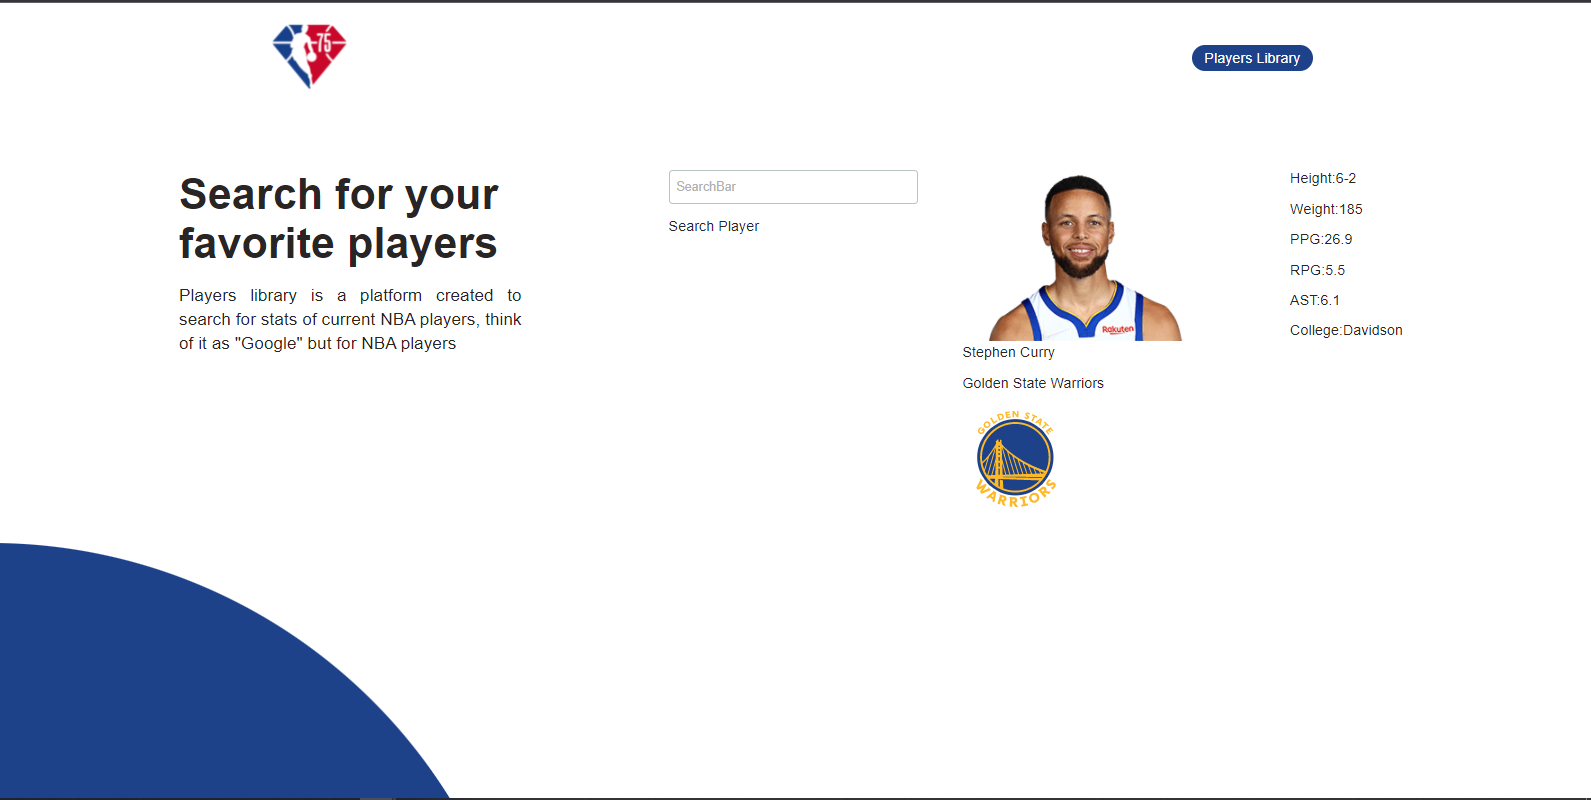 75
Players Library
Search for your
favorite players
Players library is a platform created to
search for stats of current NBA players, think
of it as "Google" but for NBA players
SearchBar
Search Player
Rakuten
Stephen Curry
Golden State Warriors
GOLDEN STATE
WARRIORS
Height:6-2
Weight:185
PPG:26.9
RPG:5.5
AST:6.1
College:Davidson